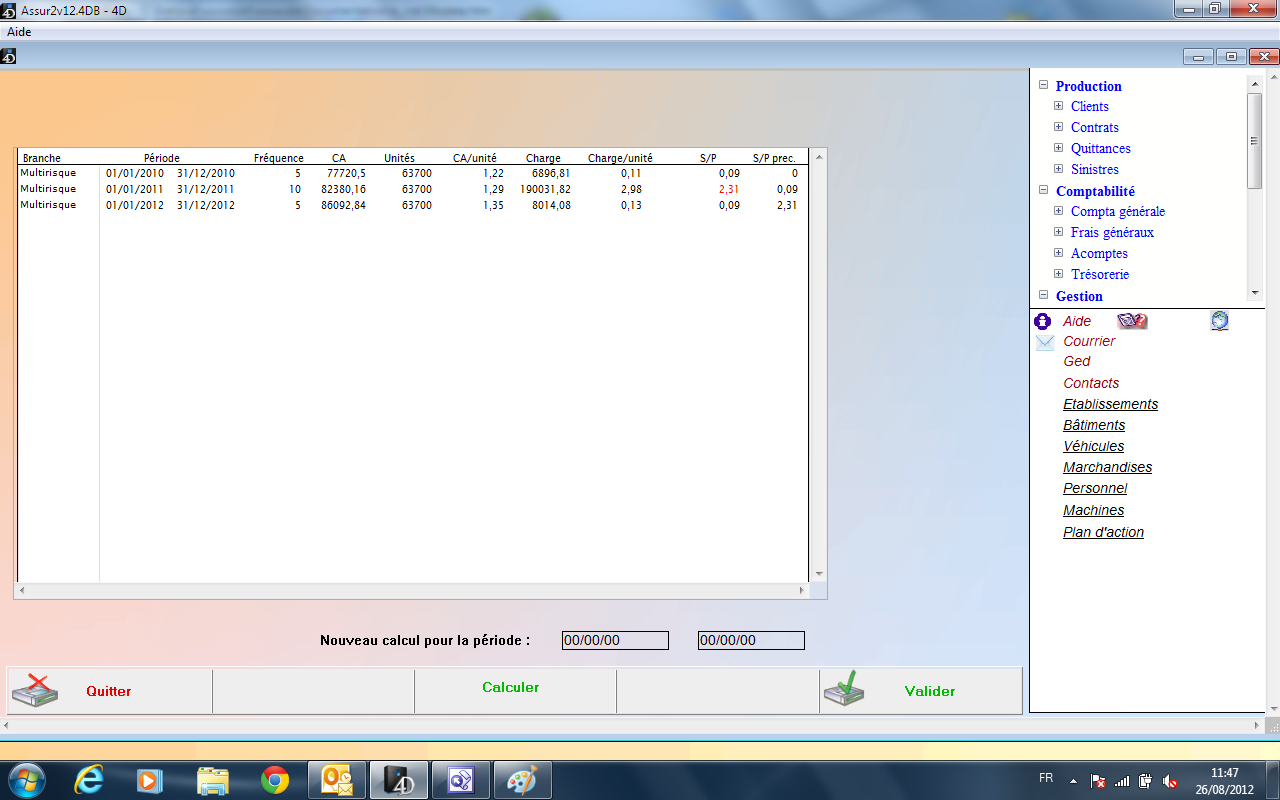 Assur2v12.4DB - 4D
Aide
Branche Période Fréquence CA Unités CA/unité Charge Charge/unité S/P S/P prec.
Multirisque 01/01/2010 31/12/2010 5 77720,5 63700 1,22 6896,81 0,11 0,09 0
Multirisque 01/01/2011 31/12/2011 10 82380,16 63700 1,29 190031,82 2,98 2,31 0,09
Multirisque 01/01/2012 31/12/2012 5 86092,84 63700 1,35 8014,08 0,13 0,09 2,31
Nouveau calcul pour la période : 00/00/00 00/00/00
Quitter Calculer Valider
Production
Clients
Contrats
Quittances
Sinistres
Comptabilité
Compta générale
Frais généraux
Acomptes
Trésorerie
Gestion
Aide
Courrier
Ged
Contacts
Etablissements
Bâtiments
Véhicules
Marchandises
Personnel
Machines
Plan d'action
FR 11:47
26/08/2012